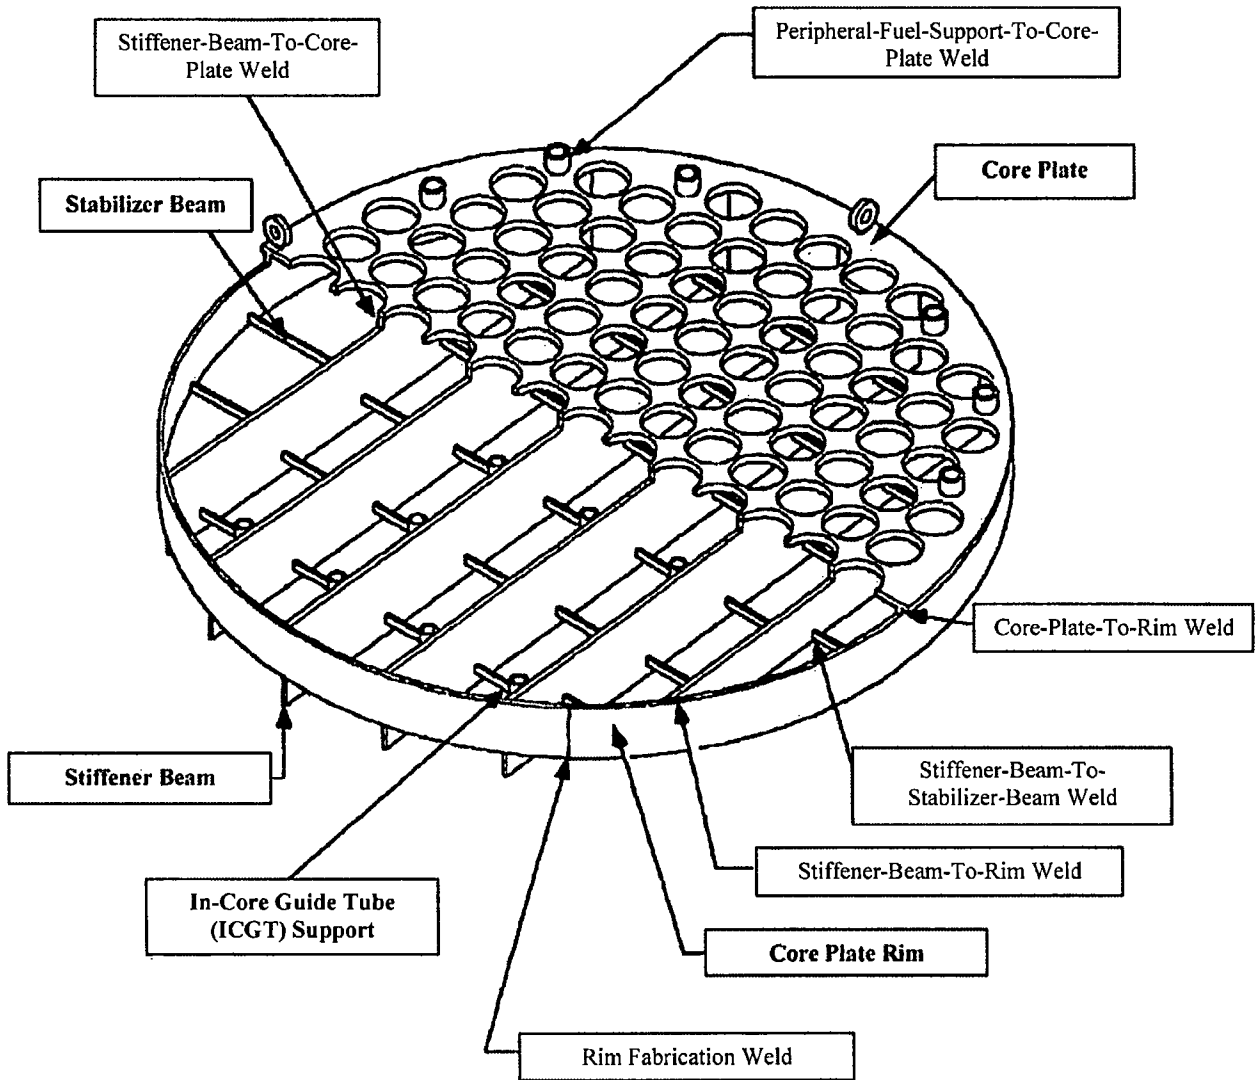 Stiffener-Beam-To-Core-
Plate Weld
Peripheral-Fuel-Support-To-Core-
Plate Weld
Core Plate
Stabilizer Beam
Core-Plate-To-Rim Weld
Stiffener Beam
Stiffener-Beam-To-
Stabilizer-Beam Weld
Stiffener-Beam-To-Rim Weld
In-Core Guide Tube
(ICGT) Support
Core Plate Rim
Rim Fabrication Weld